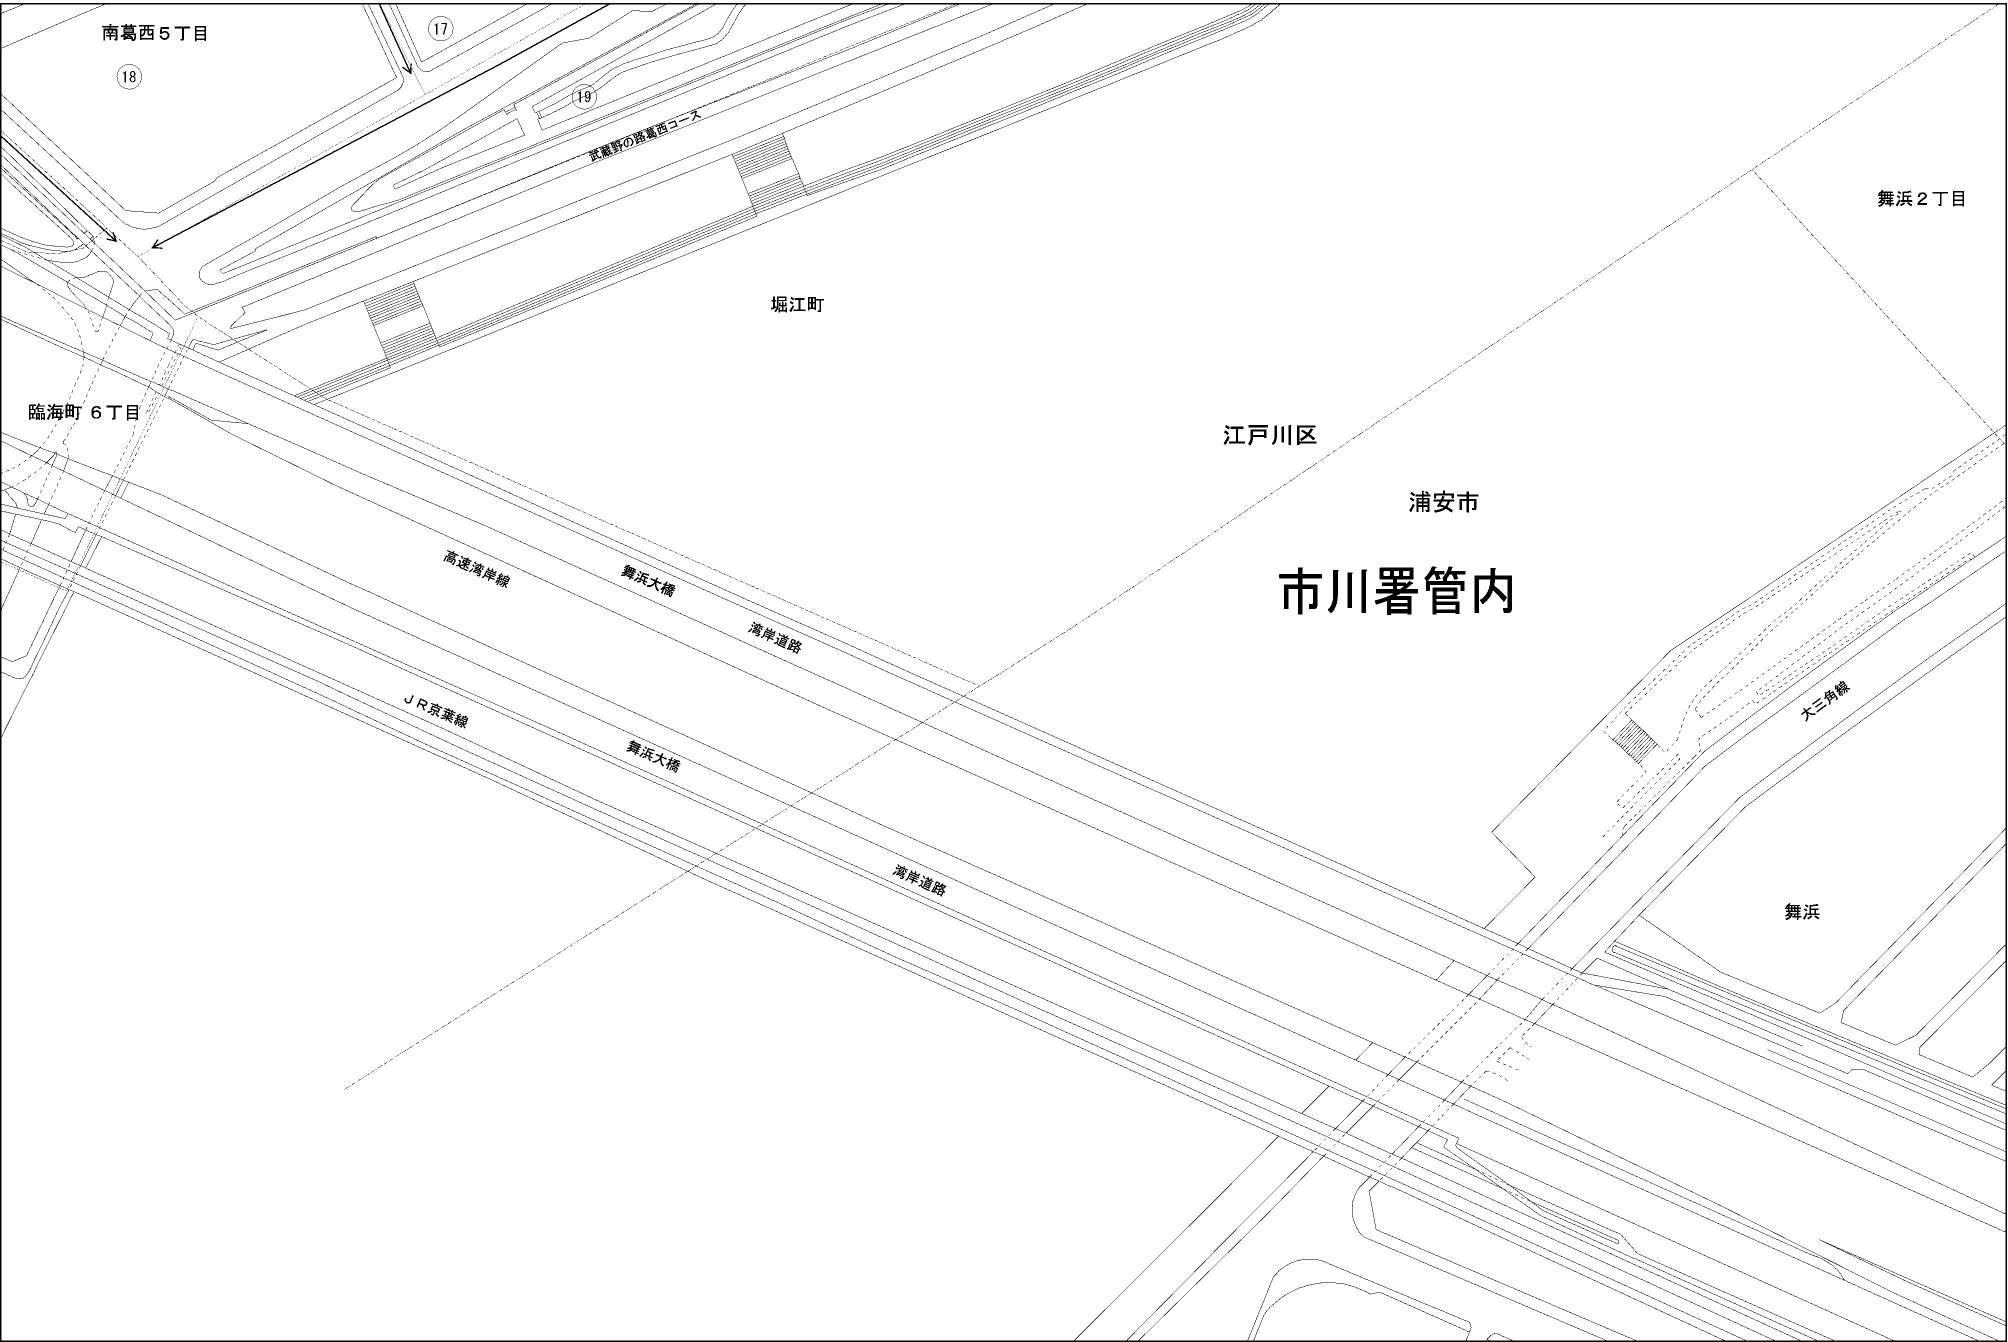 南葛西５丁目
17
18
19
武蔵野の路葛西コース
舞浜２丁目
堀江町
臨海町 ６丁目
江戸川区
浦安市
高速湾岸線
舞浜大橋
市川署管内
湾岸道路
ＪＲ京葉線
大三角線
舞浜大橋
湾岸道路
舞浜